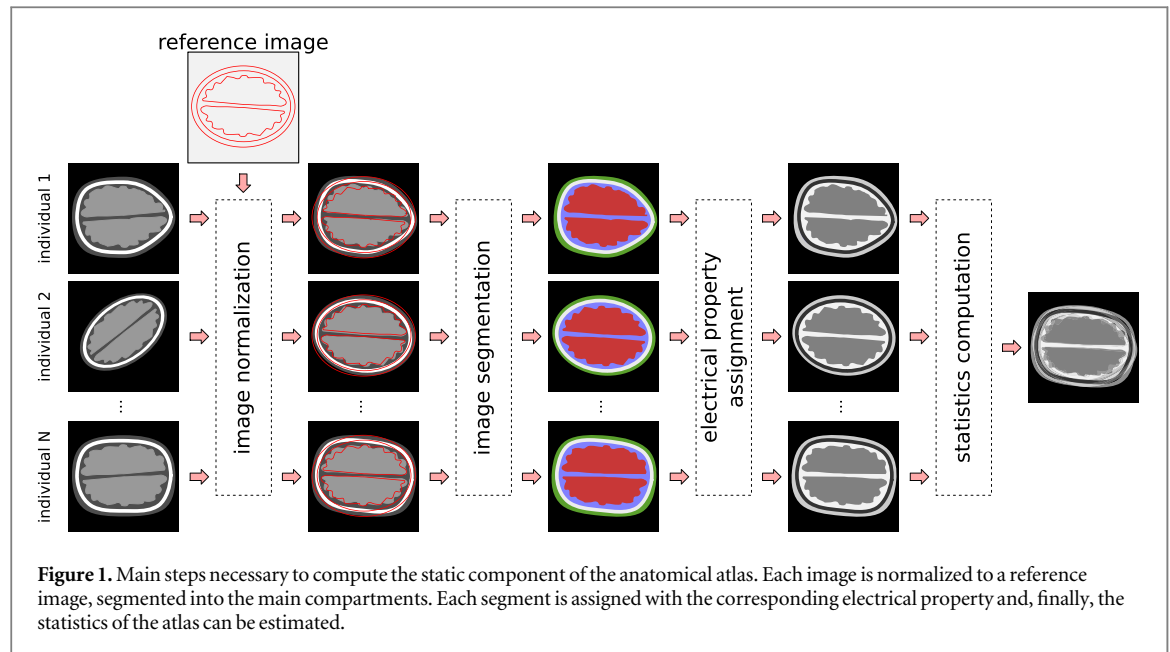 reference image
individual 1
individual 2
...
individual N
image normalization
...
image segmentation
...
electrical property
assignment
...
statistics computation
Figure 1. Main steps necessary to compute the static component of the anatomical atlas. Each image is normalized to a reference
image, segmented into the main compartments. Each segment is assigned with the corresponding electrical property and, finally, the
statistics of the atlas can be estimated.